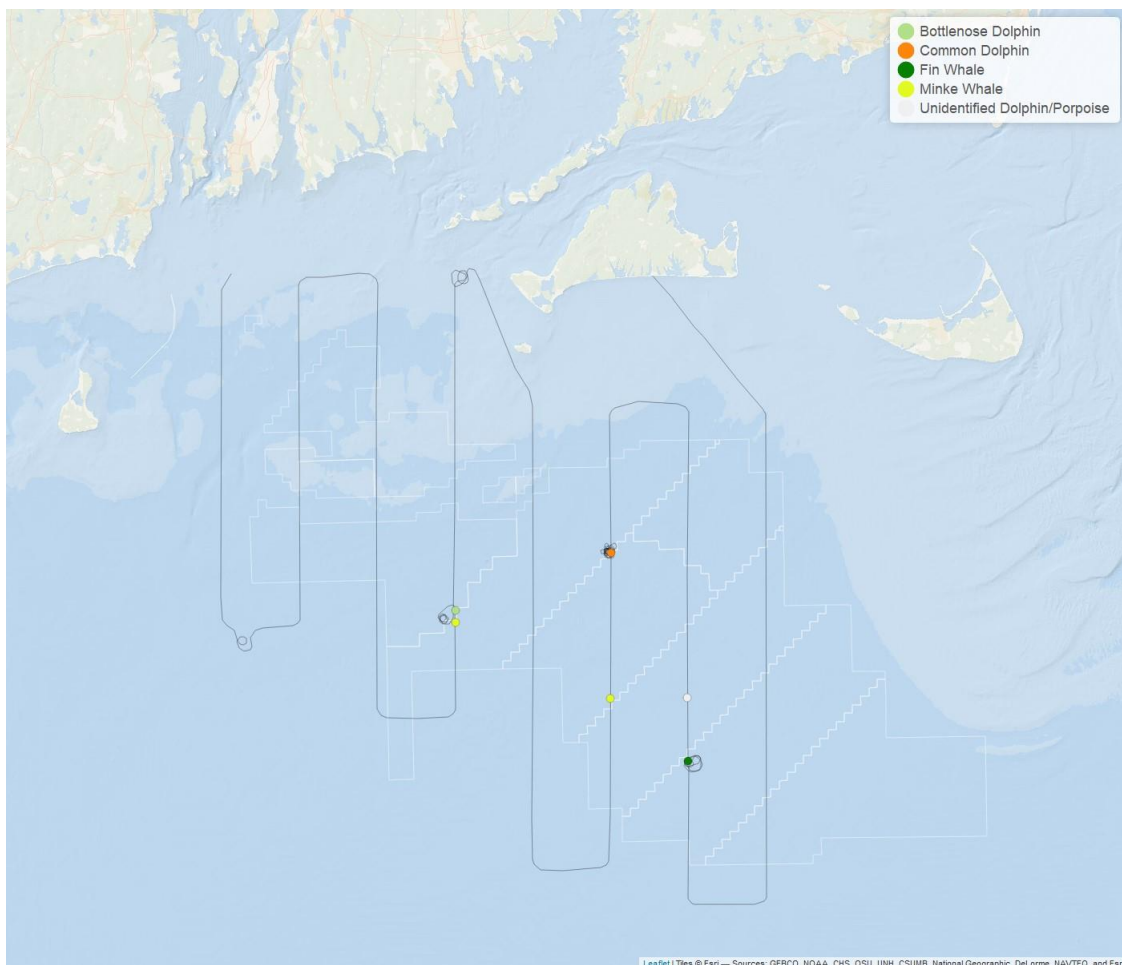 Bottlenose Dolphin
Common Dolphin
Fin Whale
Minke Whale
Unidentified Dolphin/Porpoise
Leaflet | Tiles © Esri — Sources: GEBCO, NOAA, CHS, OSU, UNH, CSUMB, National Geographic, DeLorme, NAVTEQ, and Esri